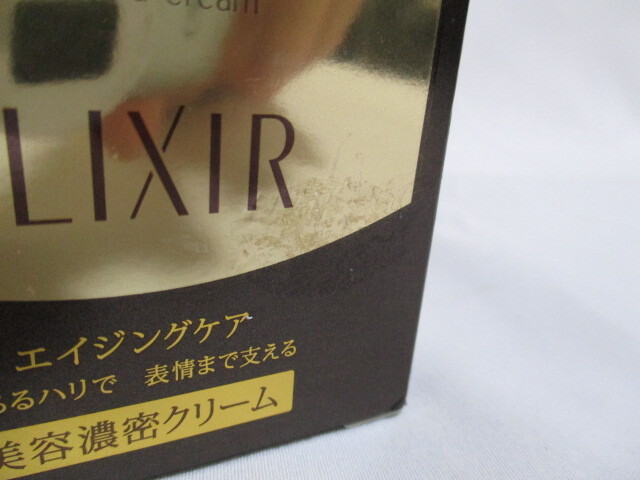 cream
LIXIR
エイジングケア
るハリで 表情まで支える
美容濃密クリーム